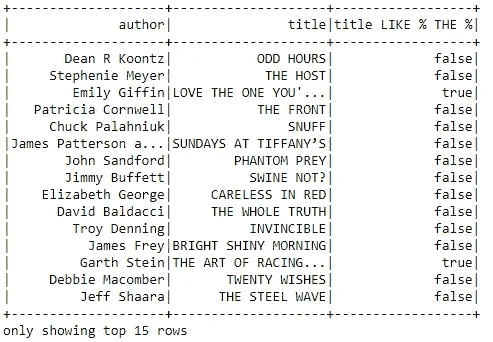 +-----------------+------------------+------------------+
|           author|             title|title LIKE % THE %|
+-----------------+------------------+------------------+
|    Dean R Koontz|         ODD HOURS|             false|
|  Stephenie Meyer|          THE HOST|             false|
|     Emily Giffin|LOVE THE ONE YOU'...|              true|
|Patricia Cornwell|         THE FRONT|             false|
|  Chuck Palahniuk|             SNUFF|             false|
|James Patterson a...|SUNDAYS AT TIFFANY’S|             false|
|    John Sandford|      PHANTOM PREY|             false|
|    Jimmy Buffett|        SWINE NOT?|             false|
| Elizabeth George|   CARELESS IN RED|             false|
|   David Baldacci|   THE WHOLE TRUTH|             false|
|     Troy Denning|        INVINCIBLE|             false|
|       James Frey|BRIGHT SHINY MORNING|             false|
|      Garth Stein|THE ART OF RACING...|              true|
|  Debbie Macomber|     TWENTY WISHES|             false|
|      Jeff Shaara|    THE STEEL WAVE|             false|
+-----------------+------------------+------------------+
only showing top 15 rows